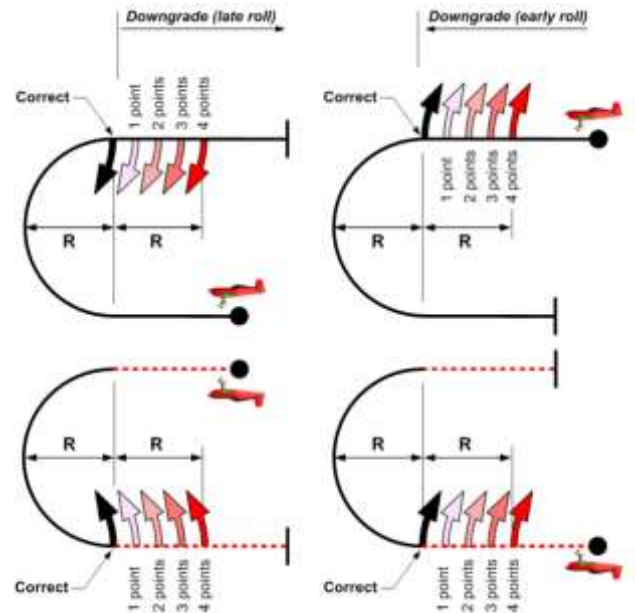 Downgrade (late roll)
Correct
1 point
2 points
3 points
4 points
R
R
Downgrade (early roll)
Correct
1 point
2 points
3 points
4 points
R
R
R
R
Correct
1 point
2 points
3 points
4 points
R
R
Correct
1 point
2 points
3 points
4 points